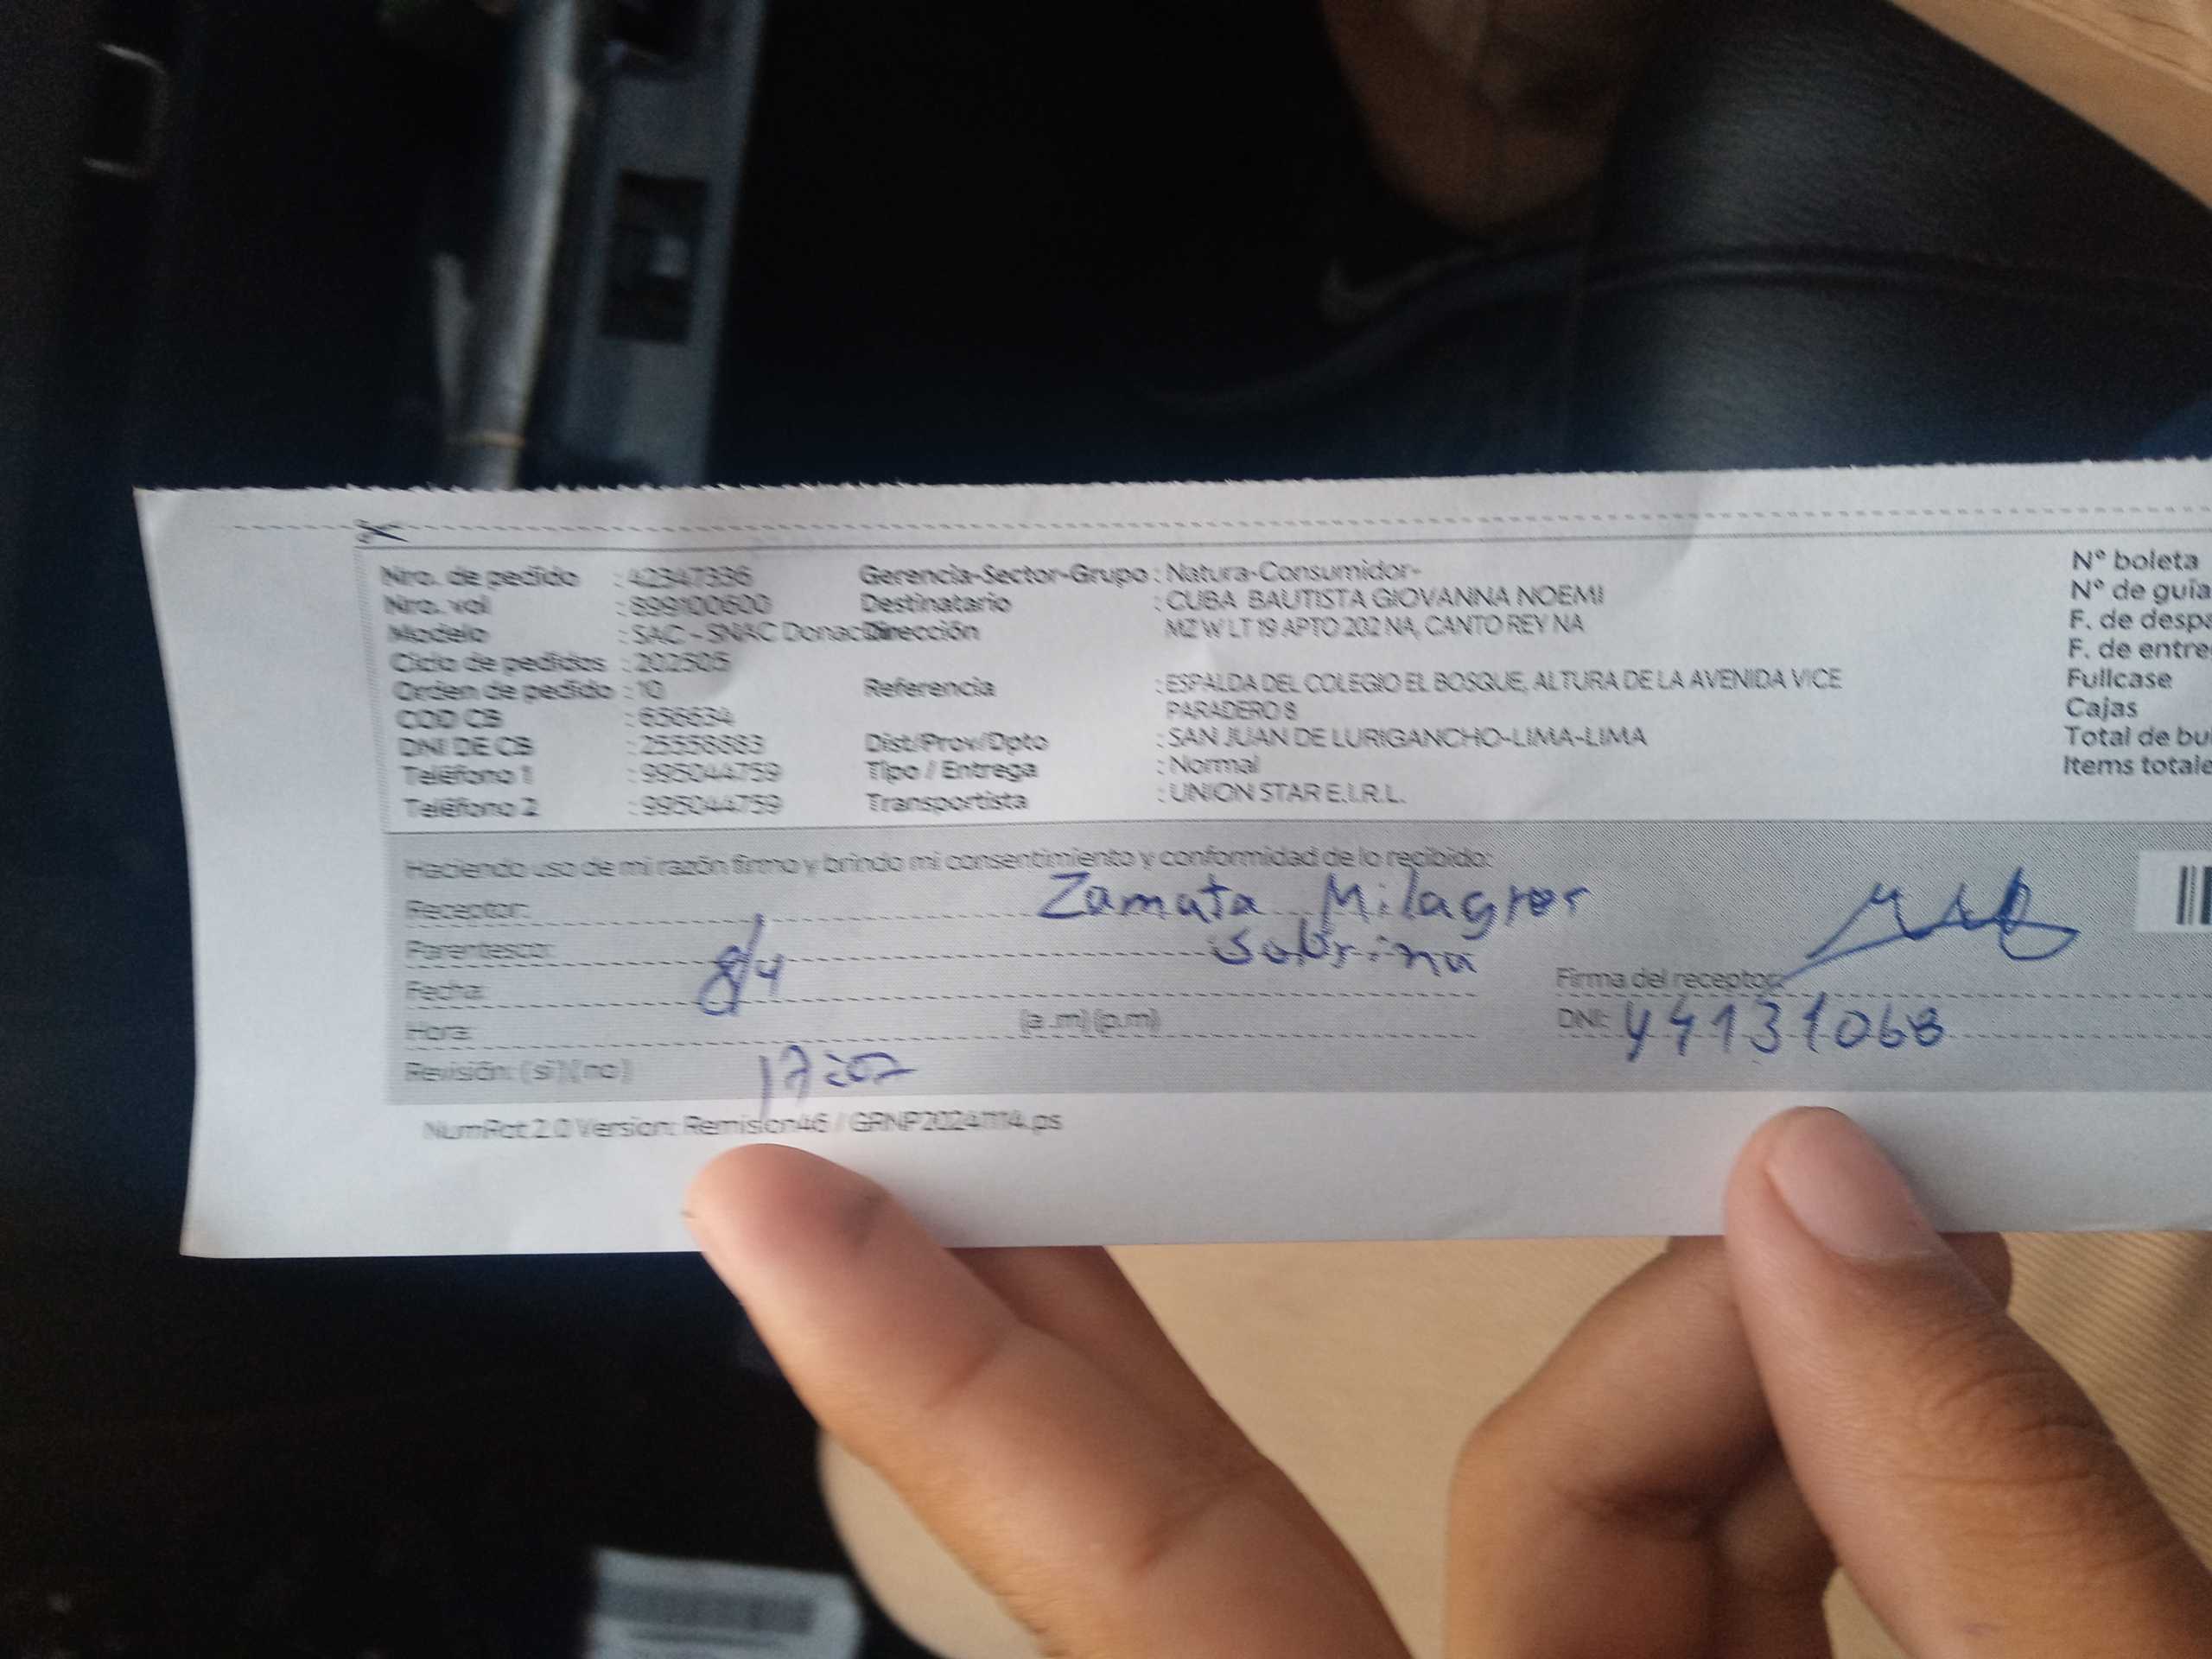 Nro. de pedido : 42347336
Nro. vol : 899100600
Modelo : SAC - SNAC Donac
Ciclo de pedidos : 202505
Orden de pedido : 10
COD CB : 656634
DNI DE CB : 25558883
Teléfono 1 : 995044759
Teléfono 2 : 995044759
Gerencia-Sector-Grupo : Natura-Consumidor-
Destinatario : CUBA BAUTISTA GIOVANNA NOEMI
Dirección MZ W LT 19 APTO 202 NA, CANTO REY NA
Referencia : ESPALDA DEL COLEGIO EL BOSQUE, ALTURA DE LA AVENIDA VICE
PARADERO 8
Dist/Prov/Dpto : SAN JUAN DE LURIGANCHO-LIMA-LIMA
Tipo / Entrega : Normal
Transportista : UNION STAR E.I.R.L.
N° boleta
N° de guía
F. de despa
F. de entre
Fullcase
Cajas
Total de bul
Items totale
Haciendo uso de mi razón firmo y brindo mi consentimiento y conformidad de lo recibido:
Receptor: Zamata Milagros
Parentesco: Sobrina
Fecha: 8/4
Hora: (a.m) (p.m)
Revisión: (si) (no) 17:07
Firma del receptor:
DNI: 44131068
NumRot 2.0 Version: Remision46 / GRNP20241114.ps